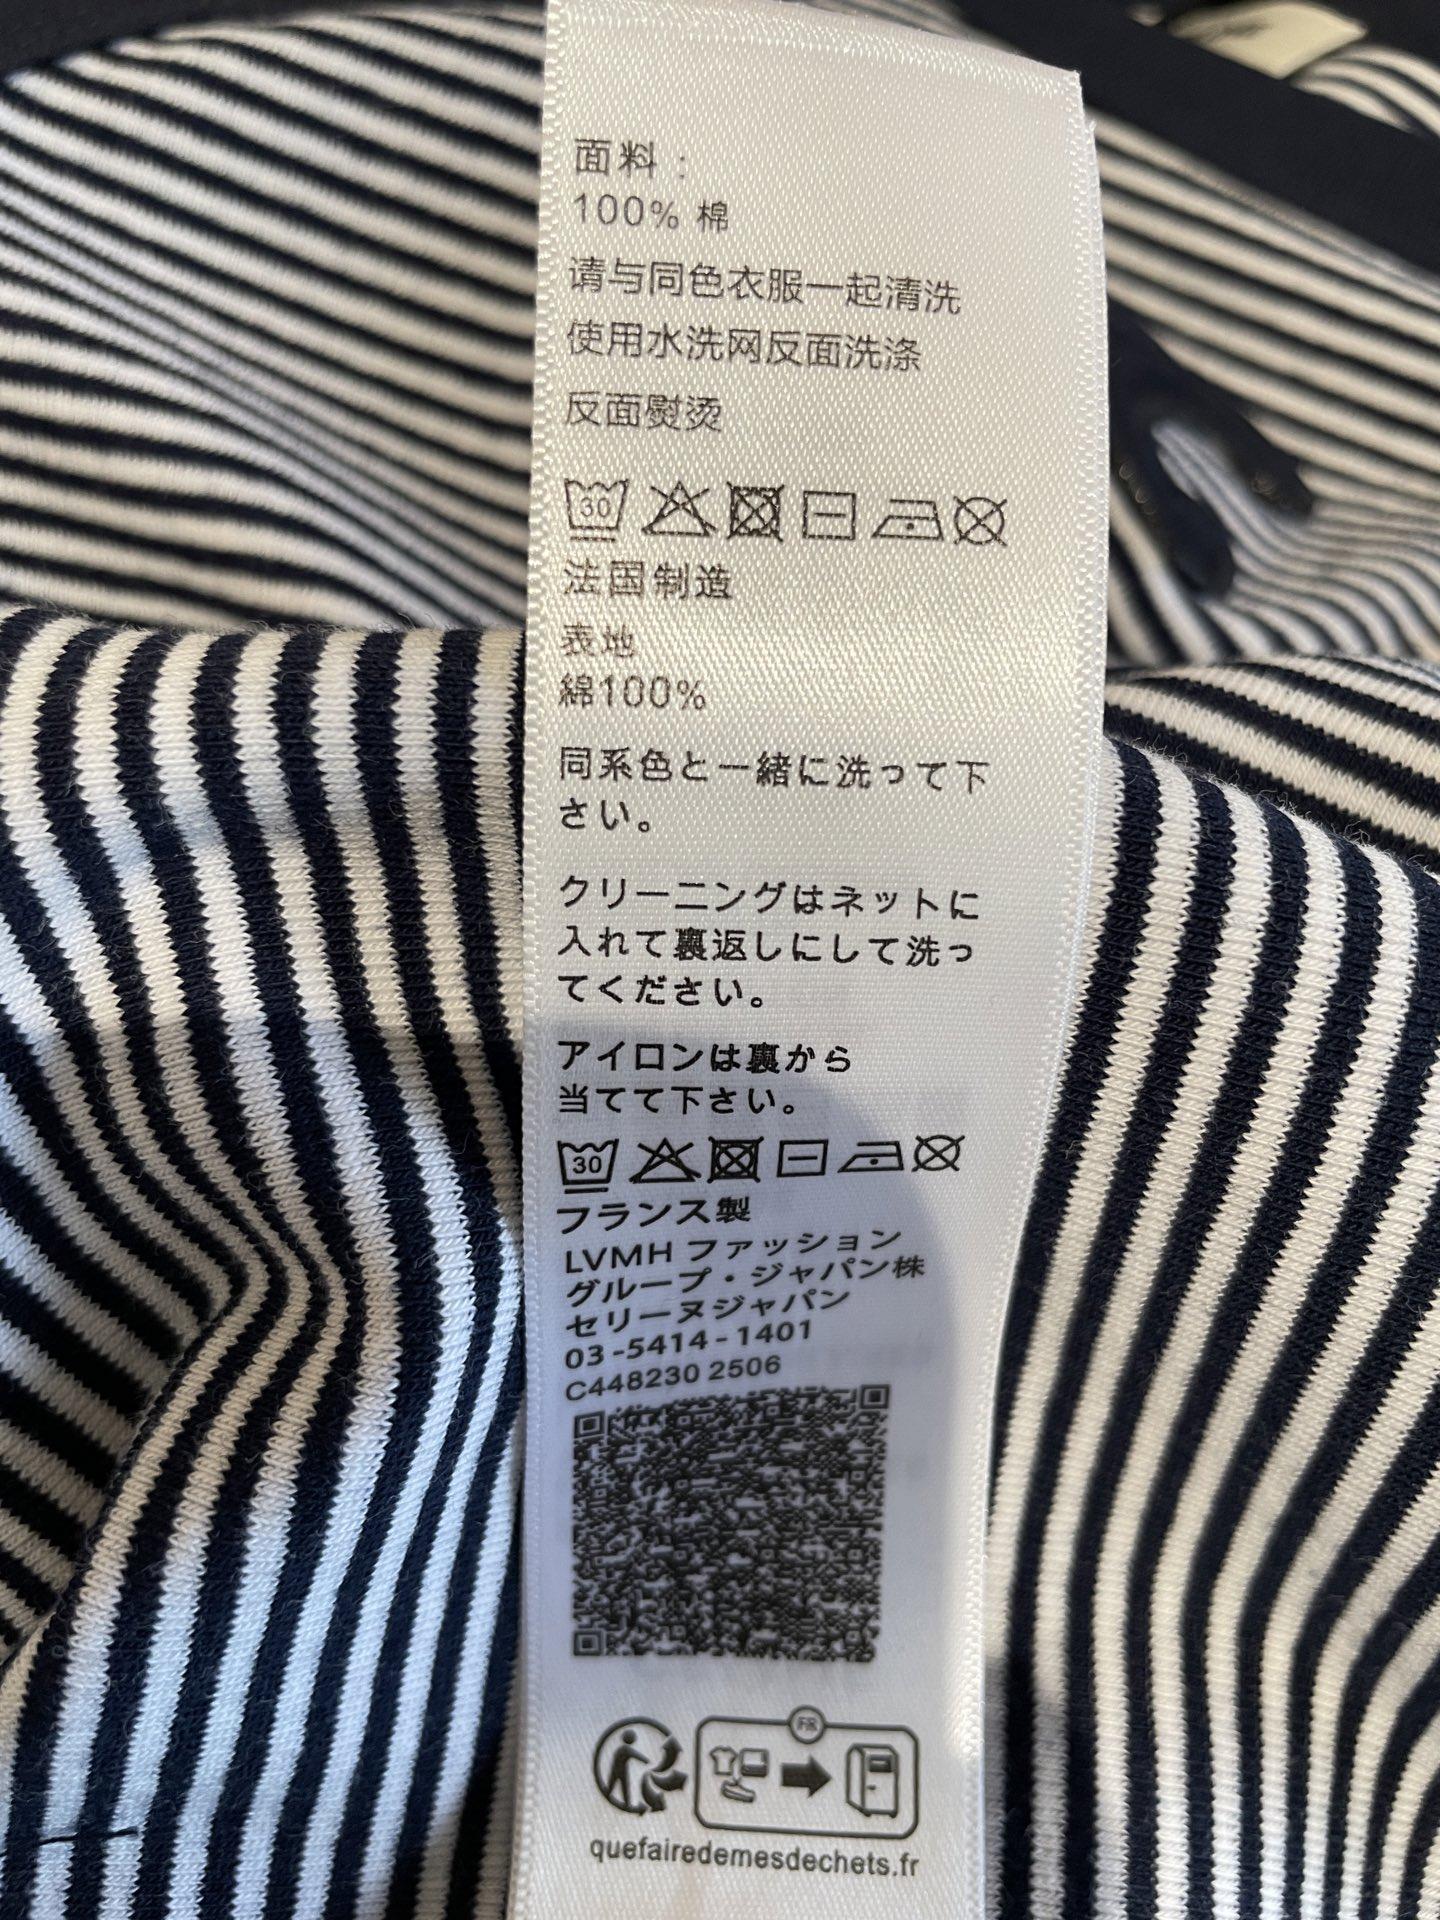 面料：
100% 棉
请与同色衣服一起清洗
使用水洗网反面洗涤
反面熨烫
30
法国制造
表地
綿100%
同系色と一緒に洗って下
さい。
クリーニングはネットに
入れて裏返しにして洗っ
てください。
アイロンは裏から
当てて下さい。
30
フランス製
LVMH ファッション
グループ・ジャパン株
セリーヌジャパン
03-5414-1401
C448230 2506
FR
quefairedemesdechets.fr